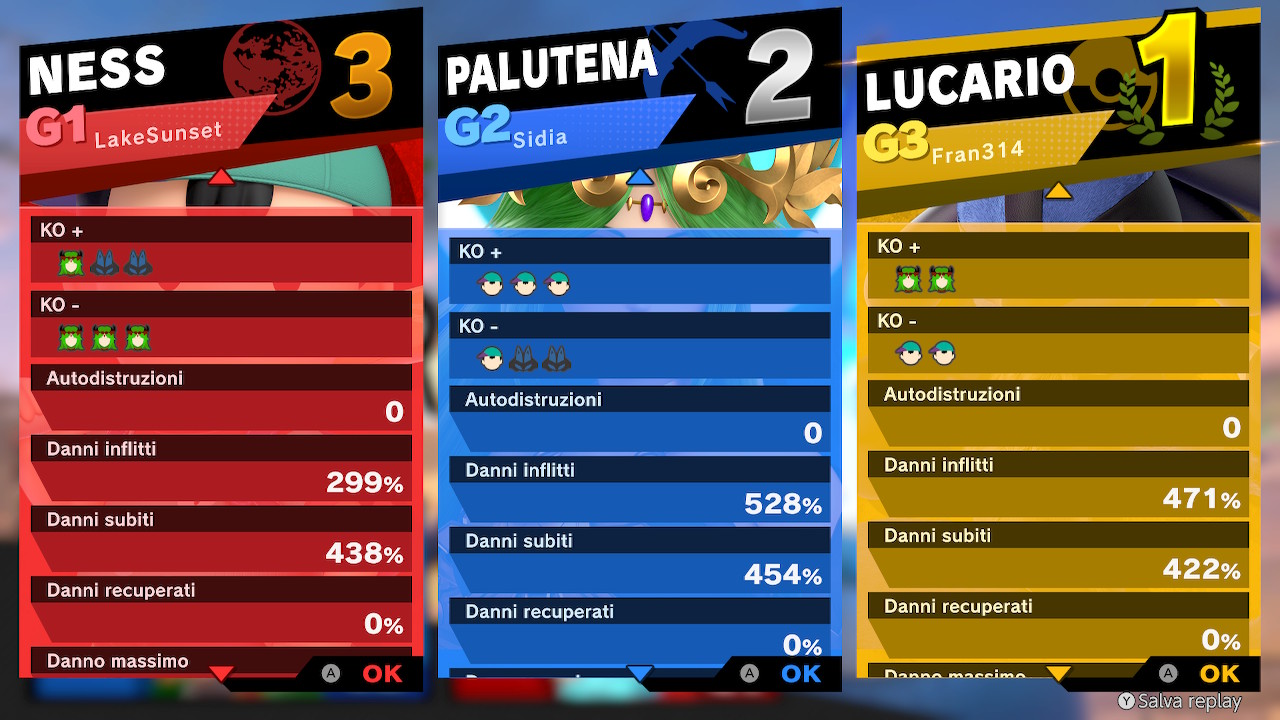 NESS 3
G1 LakeSunset
KO +
KO -
Autodistruzioni
0
Danni inflitti
299%
Danni subiti
438%
Danni recuperati
0%
Danno massimo
A OK
PALUTENA 2
G2 Sidia
KO +
KO -
Autodistruzioni
0
Danni inflitti
528%
Danni subiti
454%
Danni recuperati
0%
A OK
LUCARIO 1
G3 Fran314
KO +
KO -
Autodistruzioni
0
Danni inflitti
471%
Danni subiti
422%
Danni recuperati
0%
Danno massimo
A OK
Y Salva replay